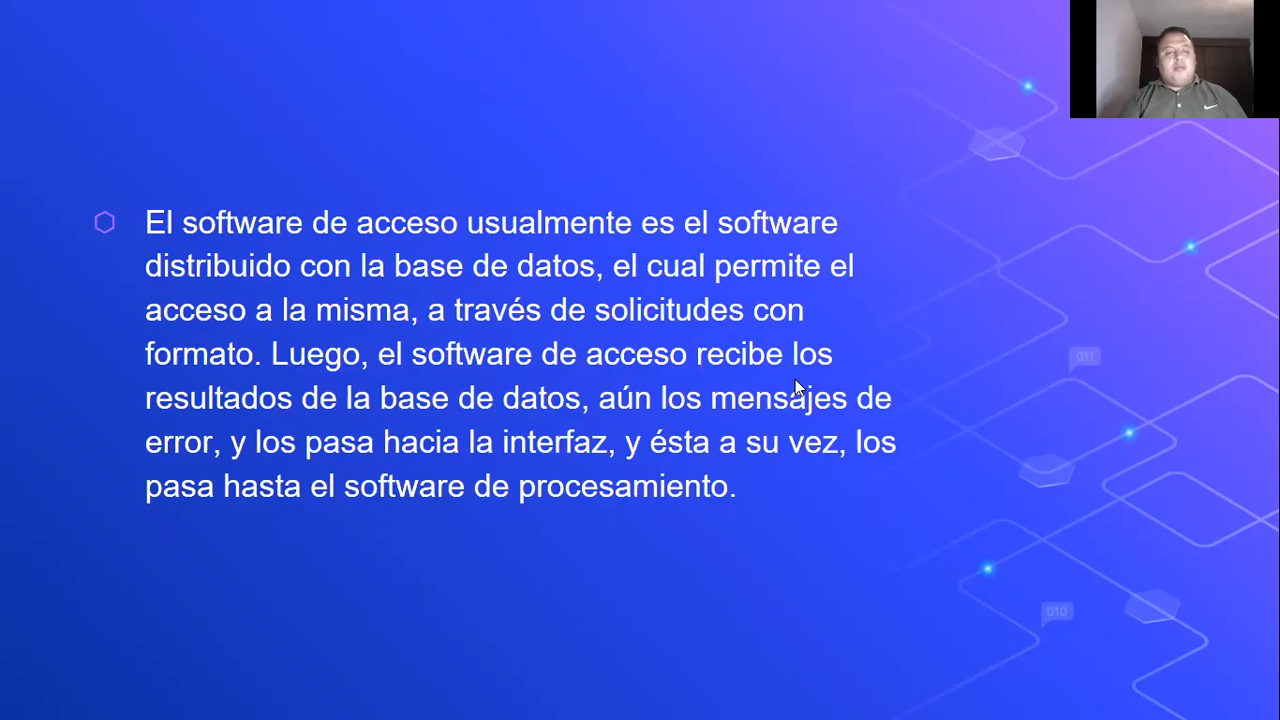 El software de acceso usualmente es el software
distribuido con la base de datos, el cual permite el
acceso a la misma, a través de solicitudes con
formato. Luego, el software de acceso recibe los
resultados de la base de datos, aún los mensajes de
error, y los pasa hacia la interfaz, y ésta a su vez, los
pasa hasta el software de procesamiento.
011
010